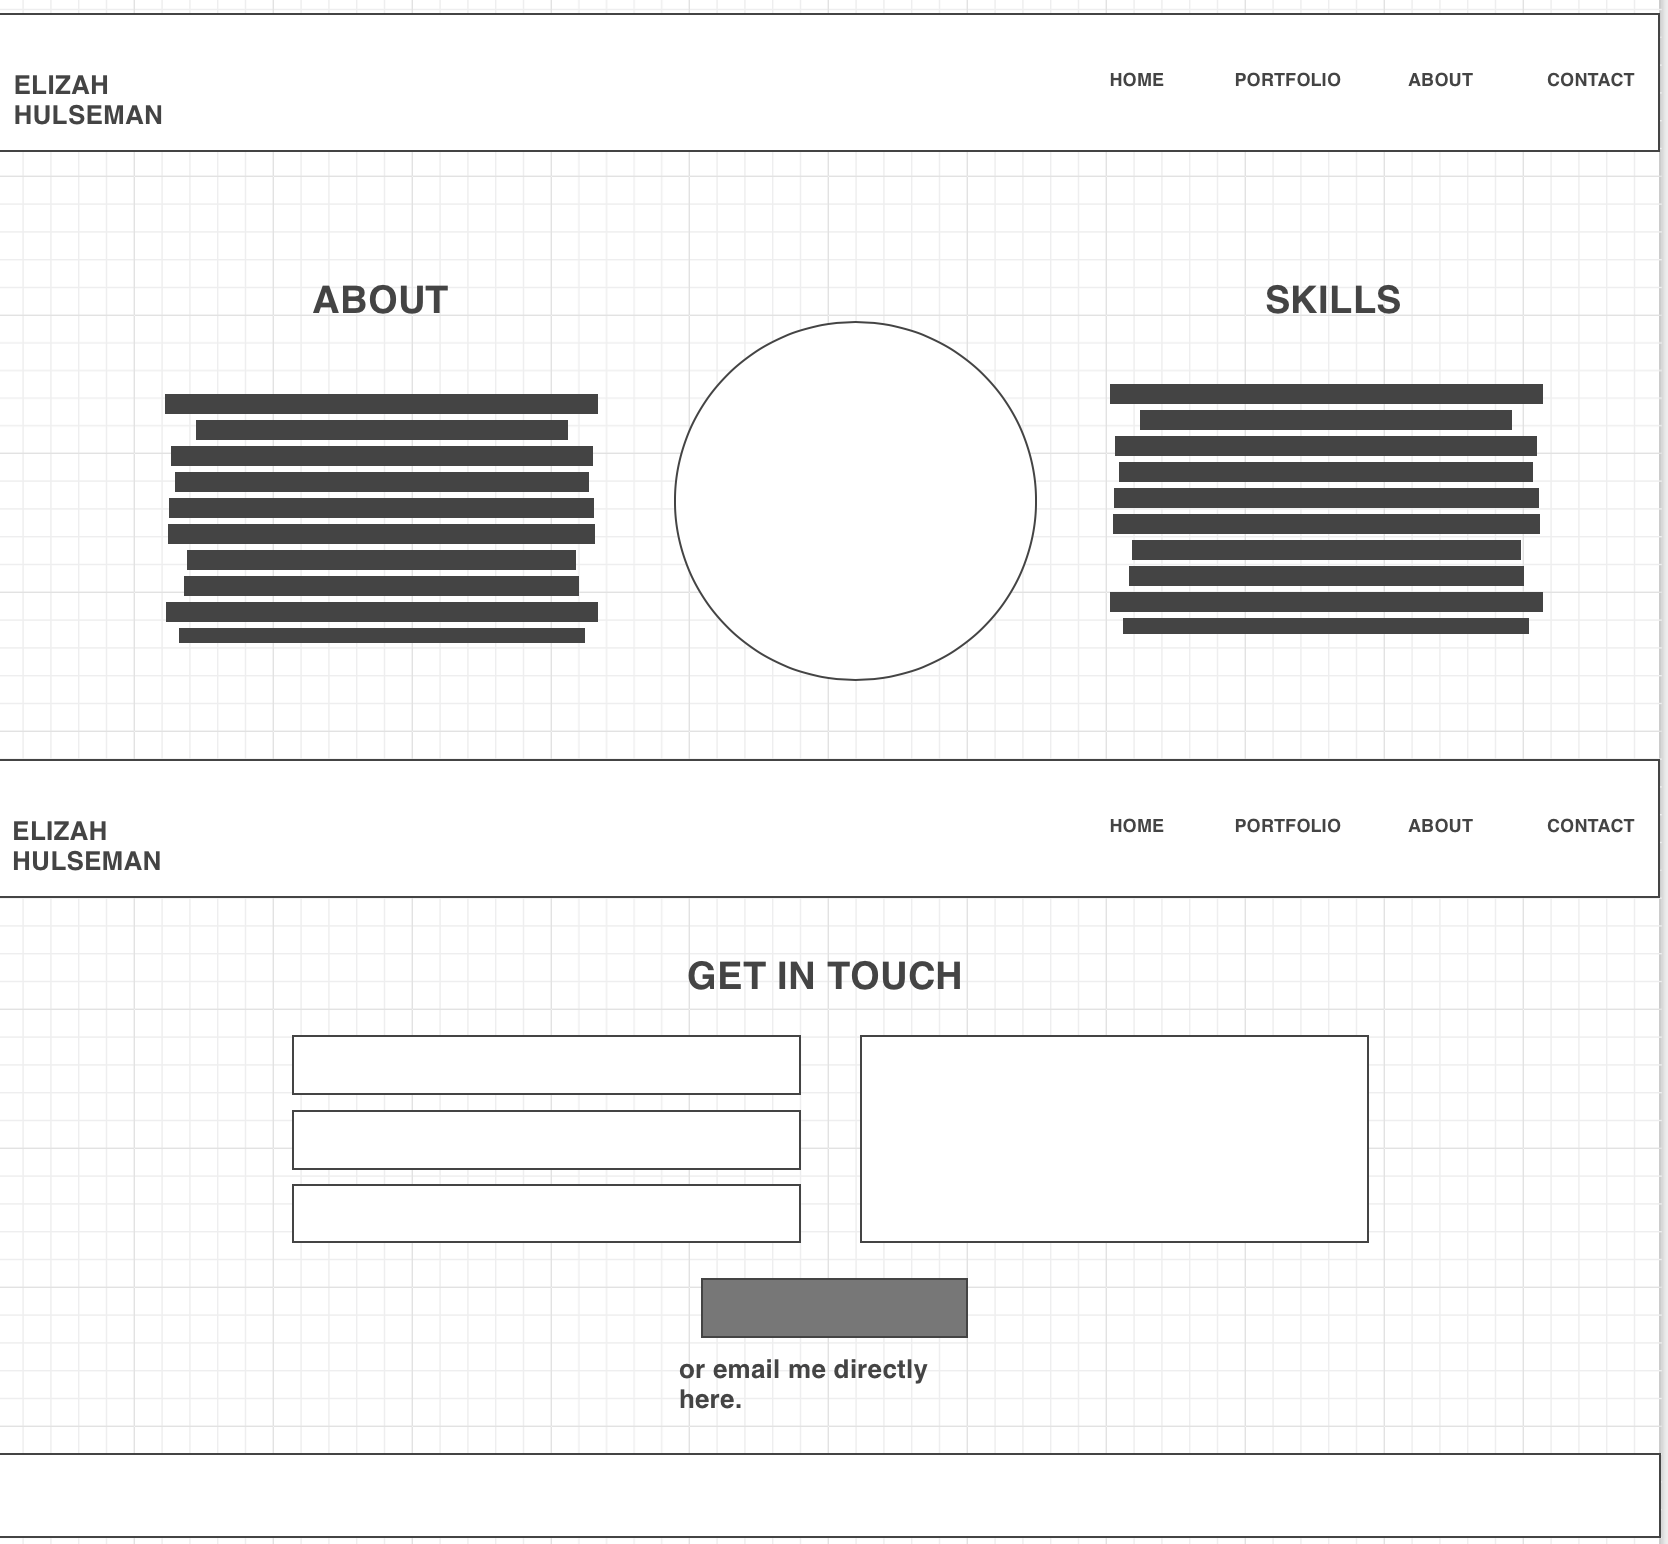 ELIZAH
HULSEMAN
HOME PORTFOLIO ABOUT CONTACT
ABOUT
SKILLS
ELIZAH
HULSEMAN
HOME PORTFOLIO ABOUT CONTACT
GET IN TOUCH
or email me directly
here.